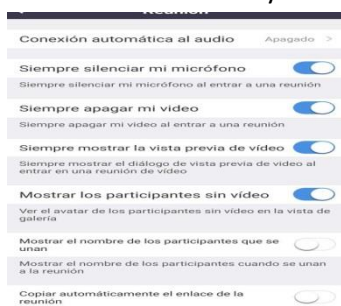 Reunión
Conexión automática al audio Apagado >
Siempre silenciar mi micrófono
Siempre silenciar mi micrófono al entrar a una reunión
Siempre apagar mi video
Siempre apagar mi video al entrar a una reunión
Siempre mostrar la vista previa de vídeo
Siempre mostrar el diálogo de vista previa de video al
entrar en una reunión de vídeo
Mostrar los participantes sin vídeo
Ver el avatar de los participantes sin vídeo en la vista de
galería
Mostrar el nombre de los participantes que se
unan
Mostrar el nombre de los participantes cuando se unan
a la reunión
Copiar automáticamente el enlace de la
reunión